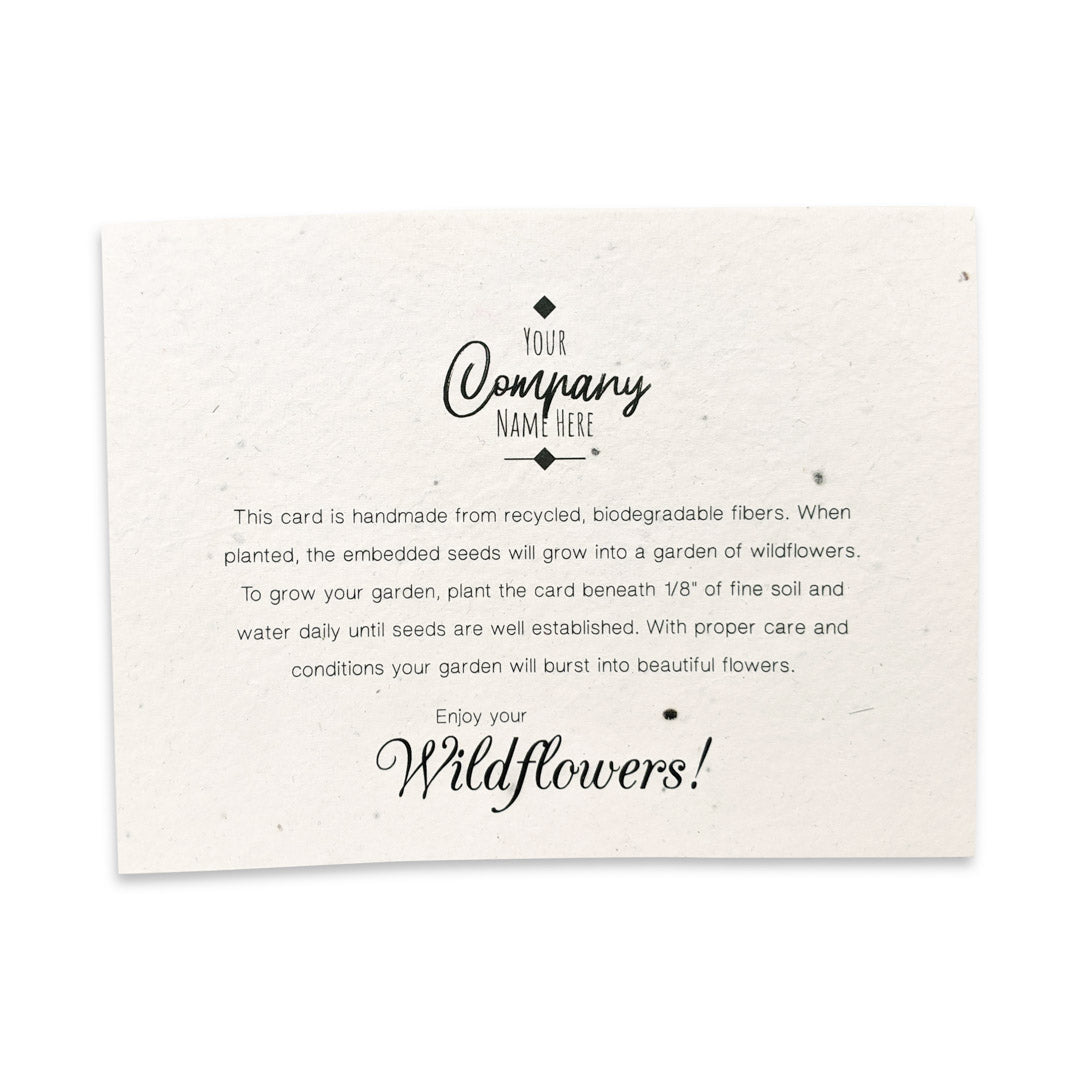 YOUR
Company
NAME HERE
This card is handmade from recycled, biodegradable fibers. When
planted, the embedded seeds will grow into a garden of wildflowers.
To grow your garden, plant the card beneath 1/8" of fine soil and
water daily until seeds are well established. With proper care and
conditions your garden will burst into beautiful flowers.
Enjoy your
Wildflowers!